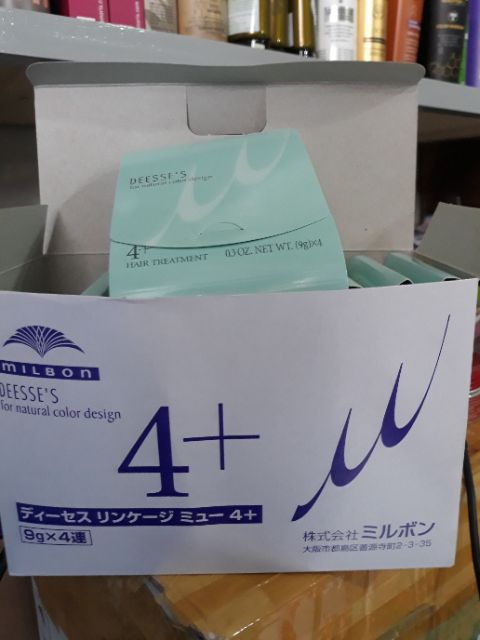 DEESSE'S
for natural color design
μ
4+
HAIR TREATMENT
0.3 OZ. NET WT. (9g)×4
MILBON
DEESSE'S
for natural color design
4+
μ
ディーセス リンケージ ミュー 4+
9g×4連
株式会社 ミルボン
大阪市都島区善源寺町2-3-35